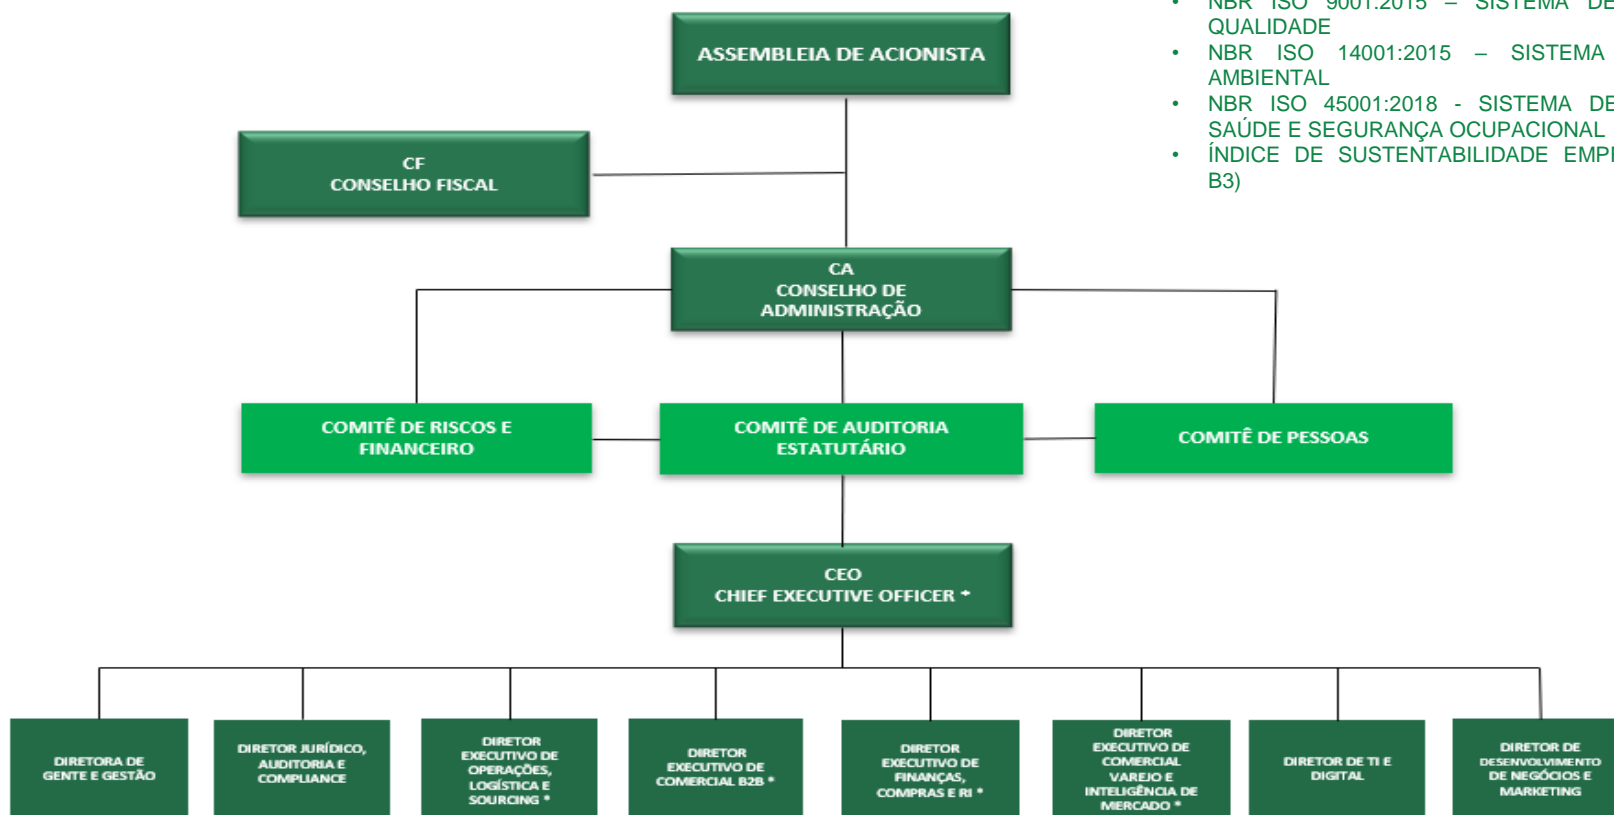 • NBR ISO 9001:2015 – SISTEMA DE
QUALIDADE
• NBR ISO 14001:2015 – SISTEMA
AMBIENTAL
• NBR ISO 45001:2018 - SISTEMA DE
SAÚDE E SEGURANÇA OCUPACIONAL
• ÍNDICE DE SUSTENTABILIDADE
B3)
ASSEMBLEIA DE ACIONISTA
CF
CONSELHO FISCAL
CA
CONSELHO DE
ADMINISTRAÇÃO
COMITÊ DE RISCOS E
FINANCEIRO
COMITÊ DE AUDITORIA
ESTATUTÁRIO
COMITÊ DE PESSOAS
CEO
CHIEF EXECUTIVE OFFICER *
DIRETORA DE
GENTE E GESTÃO
DIRETOR JURÍDICO,
AUDITORIA E
COMPLIANCE
DIRETOR
EXECUTIVO DE
OPERAÇÕES,
LOGÍSTICA E
SOURCING *
DIRETOR
EXECUTIVO DE
COMERCIAL B2B *
DIRETOR
EXECUTIVO DE
FINANÇAS,
COMPRAS E RI *
DIRETOR
EXECUTIVO DE
COMERCIAL
VAREJO E
INTELIGÊNCIA DE
MERCADO *
DIRETOR DE TI E
DIGITAL
DIRETOR DE
DESENVOLVIMENTO
DE NEGÓCIOS E
MARKETING